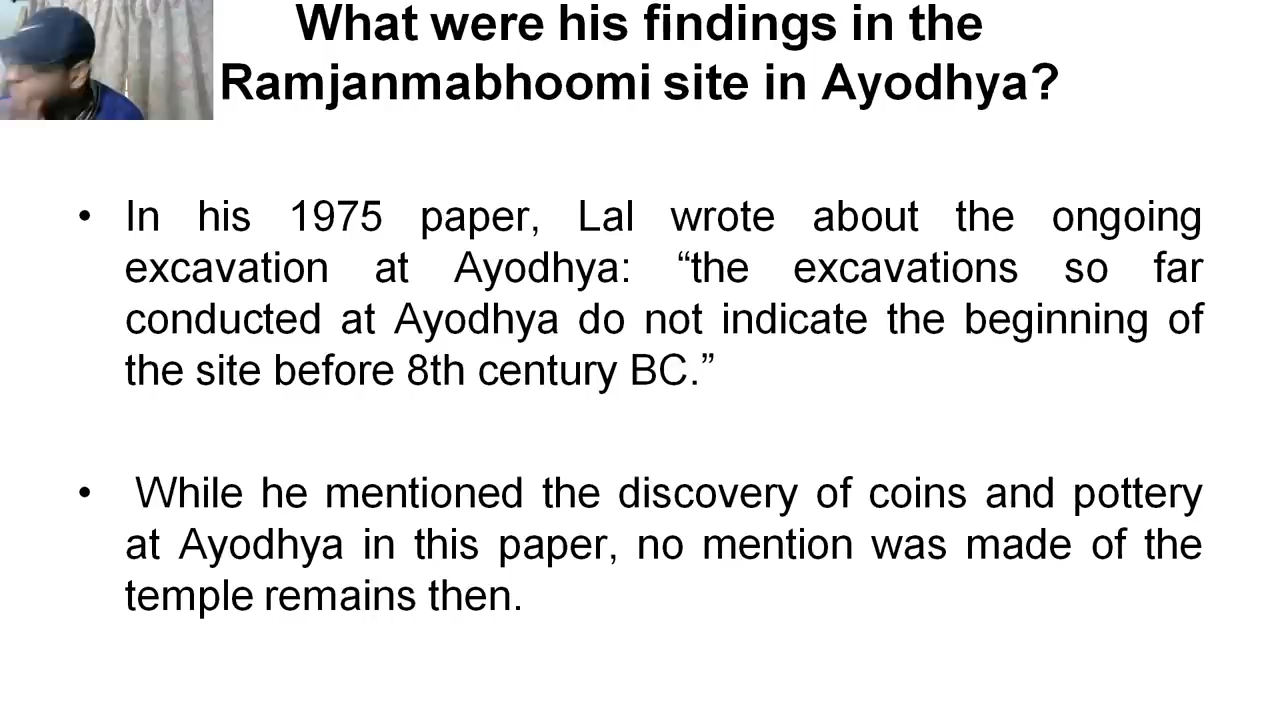 What were his findings in the
Ramjanmabhoomi site in Ayodhya?
• In his 1975 paper, Lal wrote about the ongoing
excavation at Ayodhya: “the excavations so far
conducted at Ayodhya do not indicate the beginning of
the site before 8th century BC.”
• While he mentioned the discovery of coins and pottery
at Ayodhya in this paper, no mention was made of the
temple remains then.